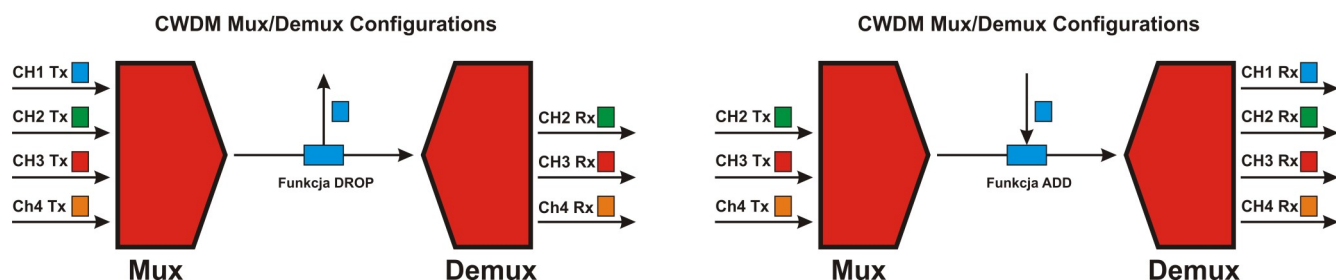 CWDM Mux/Demux Configurations
CH1 Tx
CH2 Tx
CH3 Tx
Ch4 Tx
Funkcja DROP
CH2 Rx
CH3 Rx
Ch4 Rx
Mux
Demux
CWDM Mux/Demux Configurations
CH2 Tx
CH3 Tx
Ch4 Tx
Funkcja ADD
CH1 Rx
CH2 Rx
CH3 Rx
CH4 Rx
Mux
Demux